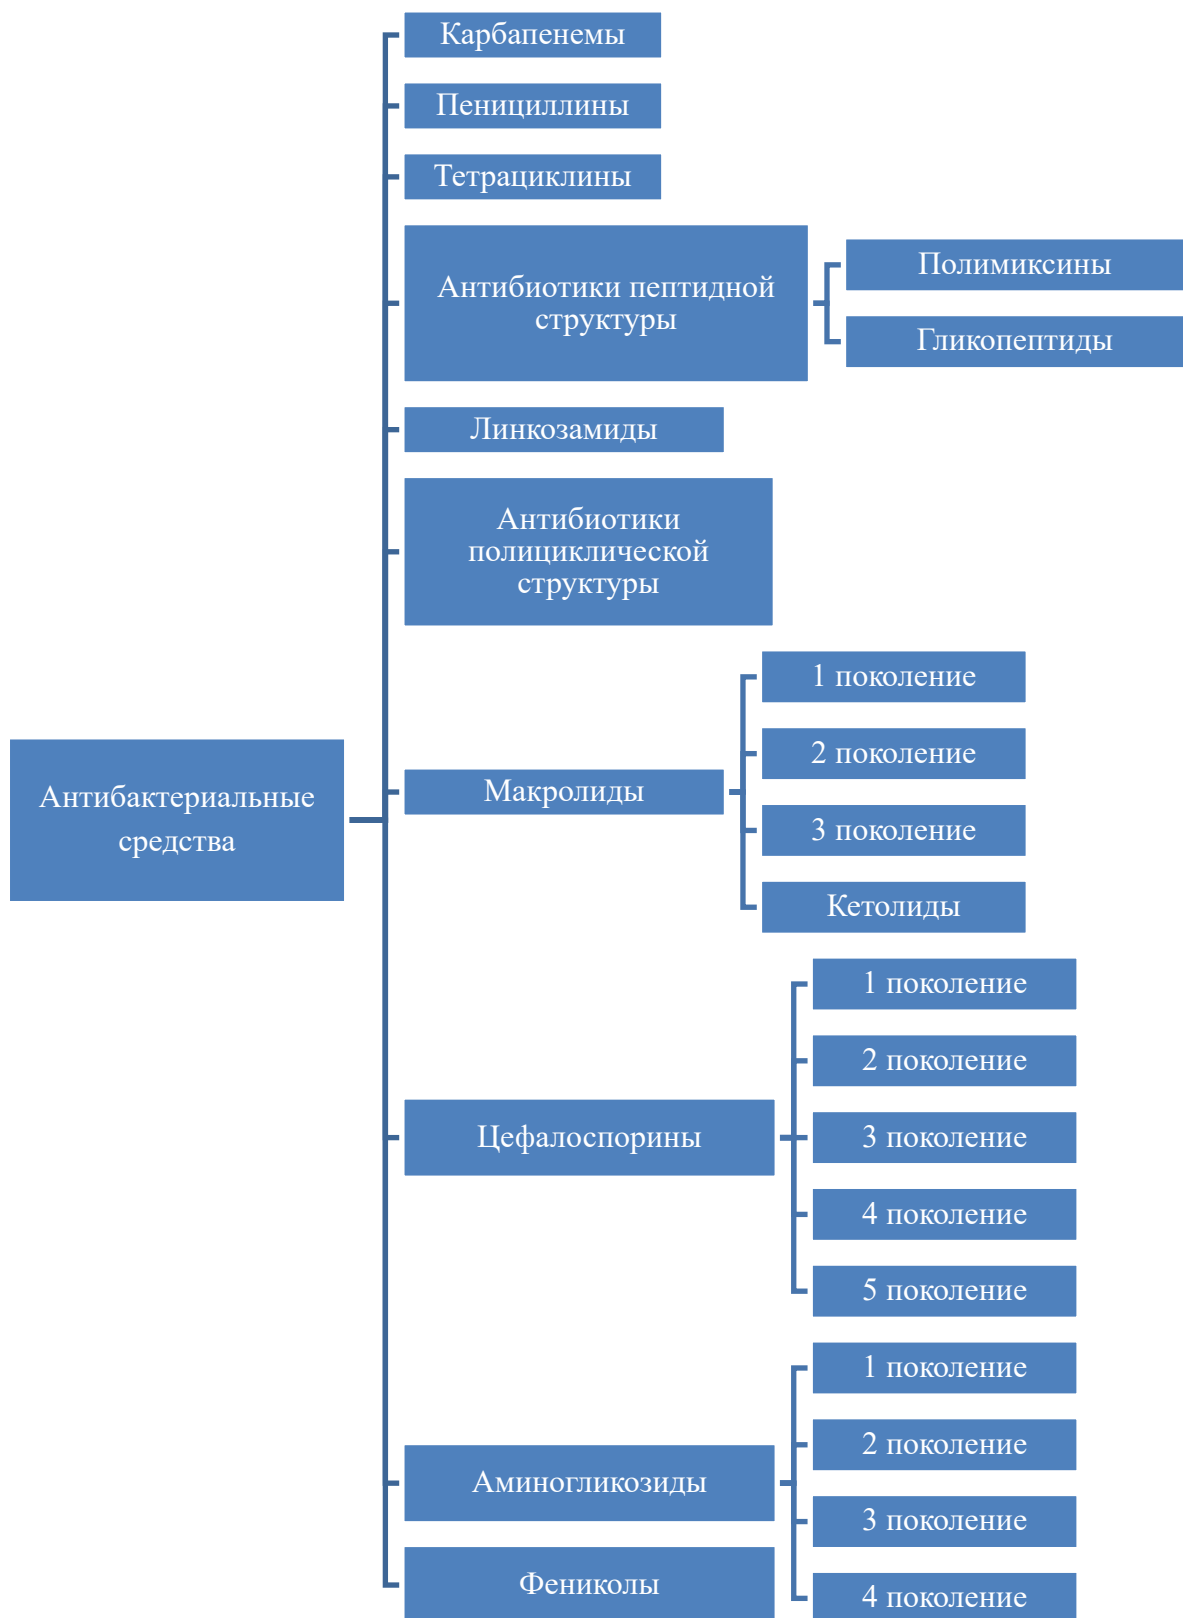 Карбапенемы
Пенициллины
Тетрациклины
Антибиотики пептидной
структуры
Полимиксины
Гликопептиды
Линкозамиды
Антибиотики
полициклической
структуры
Антибактериальные
средства
Макролиды
1 поколение
2 поколение
3 поколение
Кетолиды
Цефалоспорины
1 поколение
2 поколение
3 поколение
4 поколение
5 поколение
Аминогликозиды
1 поколение
2 поколение
3 поколение
4 поколение
Фениколы